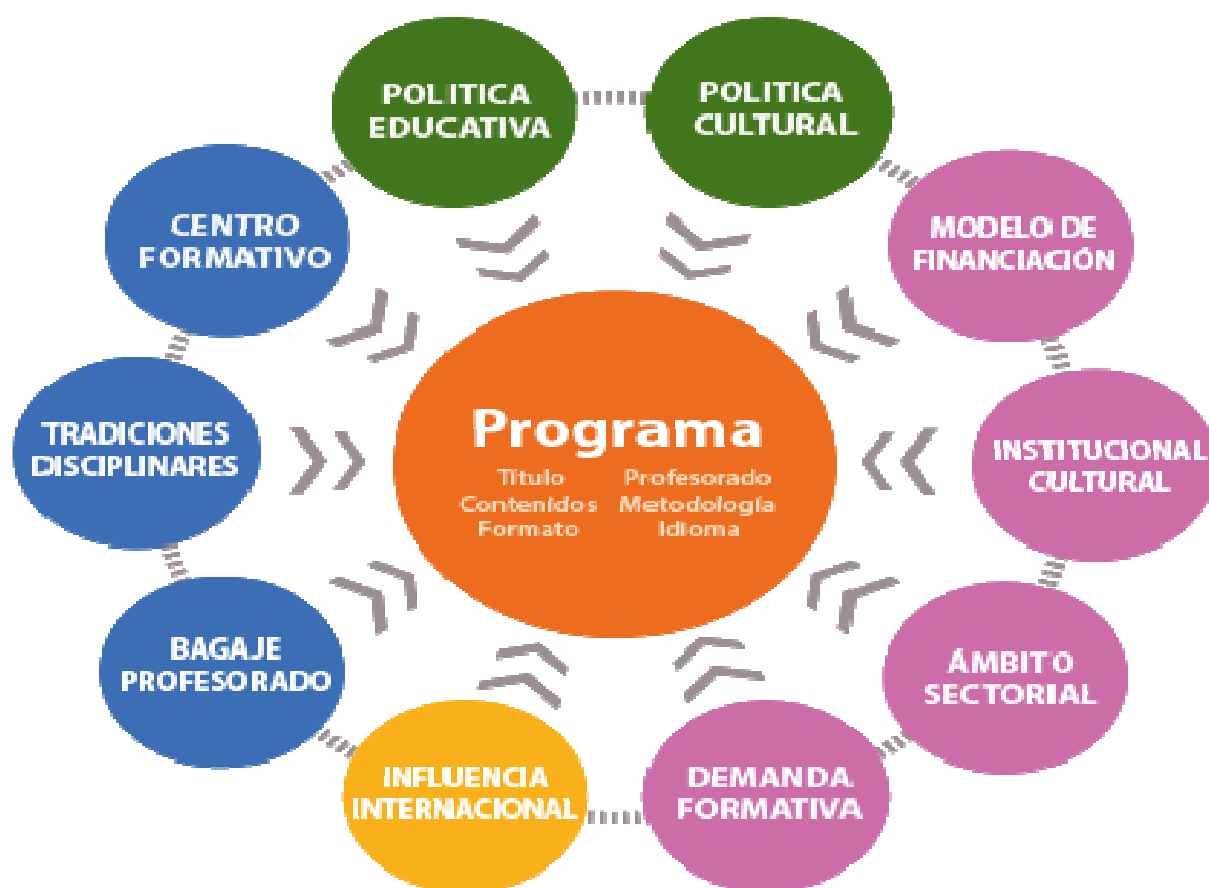 POLITICA
EDUCATIVA
POLITICA
CULTURAL
CENTRO
FORMATIVO
MODELO DE
FINANCIACIÓN
TRADICIONES
DISCIPLINARES
Programa
Título Profesorado
Contenídos Metodología
Formato Idioma
INSTITUCIONAL
CULTURAL
BAGAJE
PROFESORADO
ÁMBITO
SECTORIAL
INFLUENCIA
INTERNACIONAL
DEMANDA
FORMATIVA